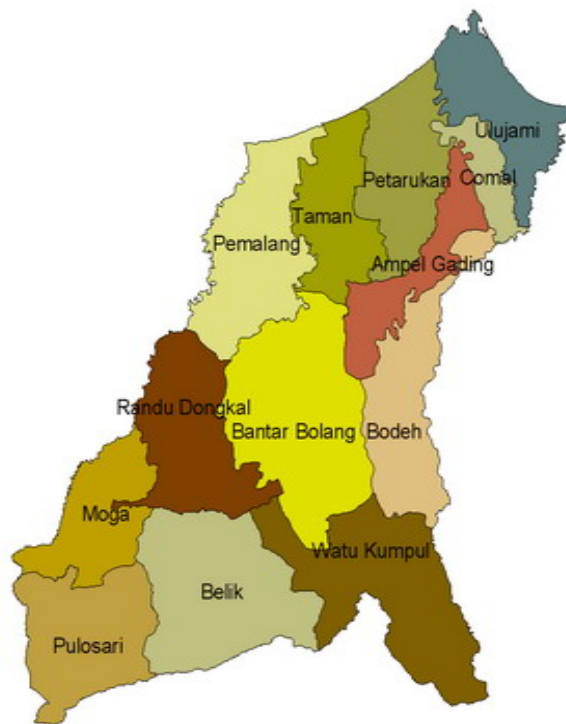 Ulujami
Petarukan
Comal
Taman
Pemalang
Ampel Gading
Randu Dongkal
Bantar Bolang
Bodeh
Moga
Watu Kumpul
Belik
Pulosari